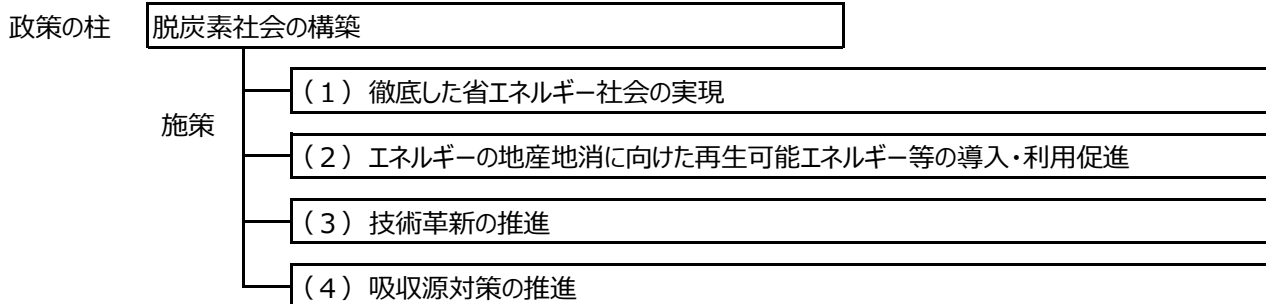 政策の柱 脱炭素社会の構築
（1）徹底した省エネルギー社会の実現
施策
（2）エネルギーの地産地消に向けた再生可能エネルギー等の導入・利用促進
（3）技術革新の推進
（4）吸収源対策の推進